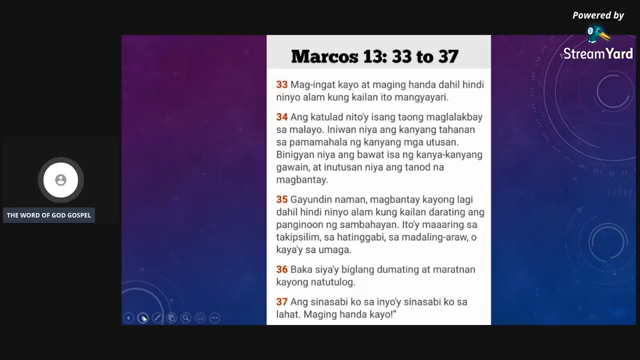 Powered by
StreamYard
Marcos 13: 33 to 37
33 Mag-ingat kayo at maging handa dahil hindi
ninyo alam kung kailan ito mangyayari.
34 Ang katulad nito'y isang taong maglalakbay
sa malayo. Iniwan niya ang kanyang tahanan
sa pamamahala ng kanyang mga utusan.
Binigyan niya ang bawat isa ng kanya-kanyang
gawain, at inutusan niya ang tanod na
magbantay.
35 Gayundin naman, magbantay kayong lagi
dahil hindi ninyo alam kung kailan darating ang
panginoon ng sambahayan. Ito'y maaaring sa
takipsilim, sa hatinggabi, sa madaling-araw, o
kaya'y sa umaga.
36 Baka siya'y biglang dumating at maratnan
kayong natutulog.
37 Ang sinasabi ko sa inyo'y sinasabi ko sa
lahat. Maging handa kayo!"
THE WORD OF GOD GOSPEL